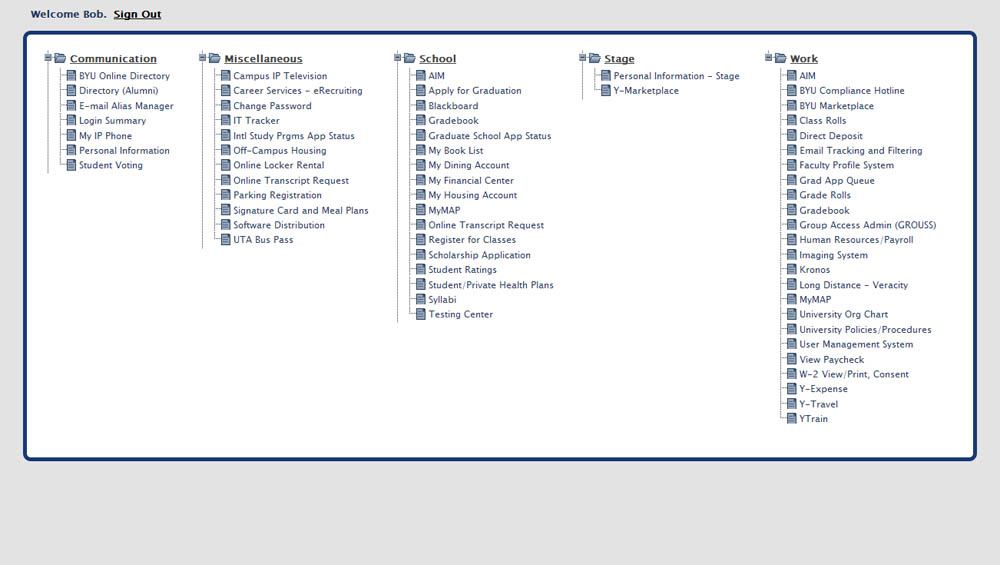 Welcome Bob. Sign Out
Communication
BYU Online Directory
Directory (Alumni)
E-mail Alias Manager
Login Summary
My IP Phone
Personal Information
Student Voting
Miscellaneous
Campus IP Television
Career Services - eRecruiting
Change Password
IT Tracker
Intl Study Prgms App Status
Off-Campus Housing
Online Locker Rental
Online Transcript Request
Parking Registration
Signature Card and Meal Plans
Software Distribution
UTA Bus Pass
School
AIM
Apply for Graduation
Blackboard
Gradebook
Graduate School App Status
My Book List
My Dining Account
My Financial Center
My Housing Account
MyMAP
Online Transcript Request
Register for Classes
Scholarship Application
Student Ratings
Student/Private Health Plans
Syllabi
Testing Center
Stage
Personal Information - Stage
Y-Marketplace
Work
AIM
BYU Compliance Hotline
BYU Marketplace
Class Rolls
Direct Deposit
Email Tracking and Filtering
Faculty Profile System
Grad App Queue
Grade Rolls
Gradebook
Group Access Admin (GROUSS)
Human Resources/Payroll
Imaging System
Kronos
Long Distance - Veracity
MyMAP
University Org Chart
University Policies/Procedures
User Management System
View Paycheck
W-2 View/Print, Consent
Y-Expense
Y-Travel
YTrain